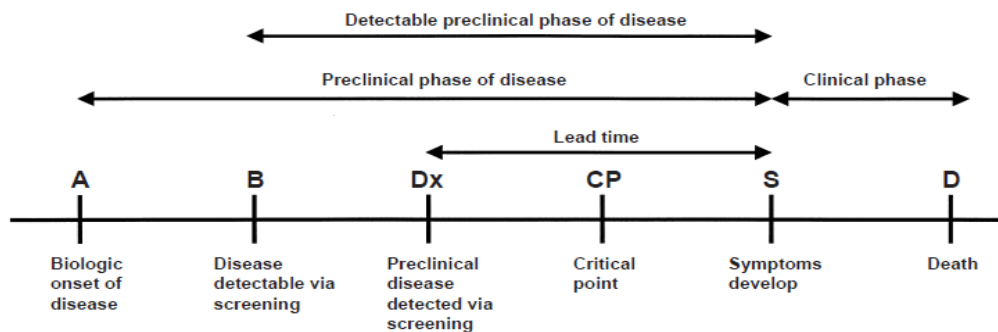 Detectable preclinical phase of disease
Preclinical phase of disease
Clinical phase
Lead time
A
B
Dx
CP
S
D
Biologic
onset of
disease
Disease
detectable via
screening
Preclinical
disease
detected via
screening
Critical
point
Symptoms
develop
Death